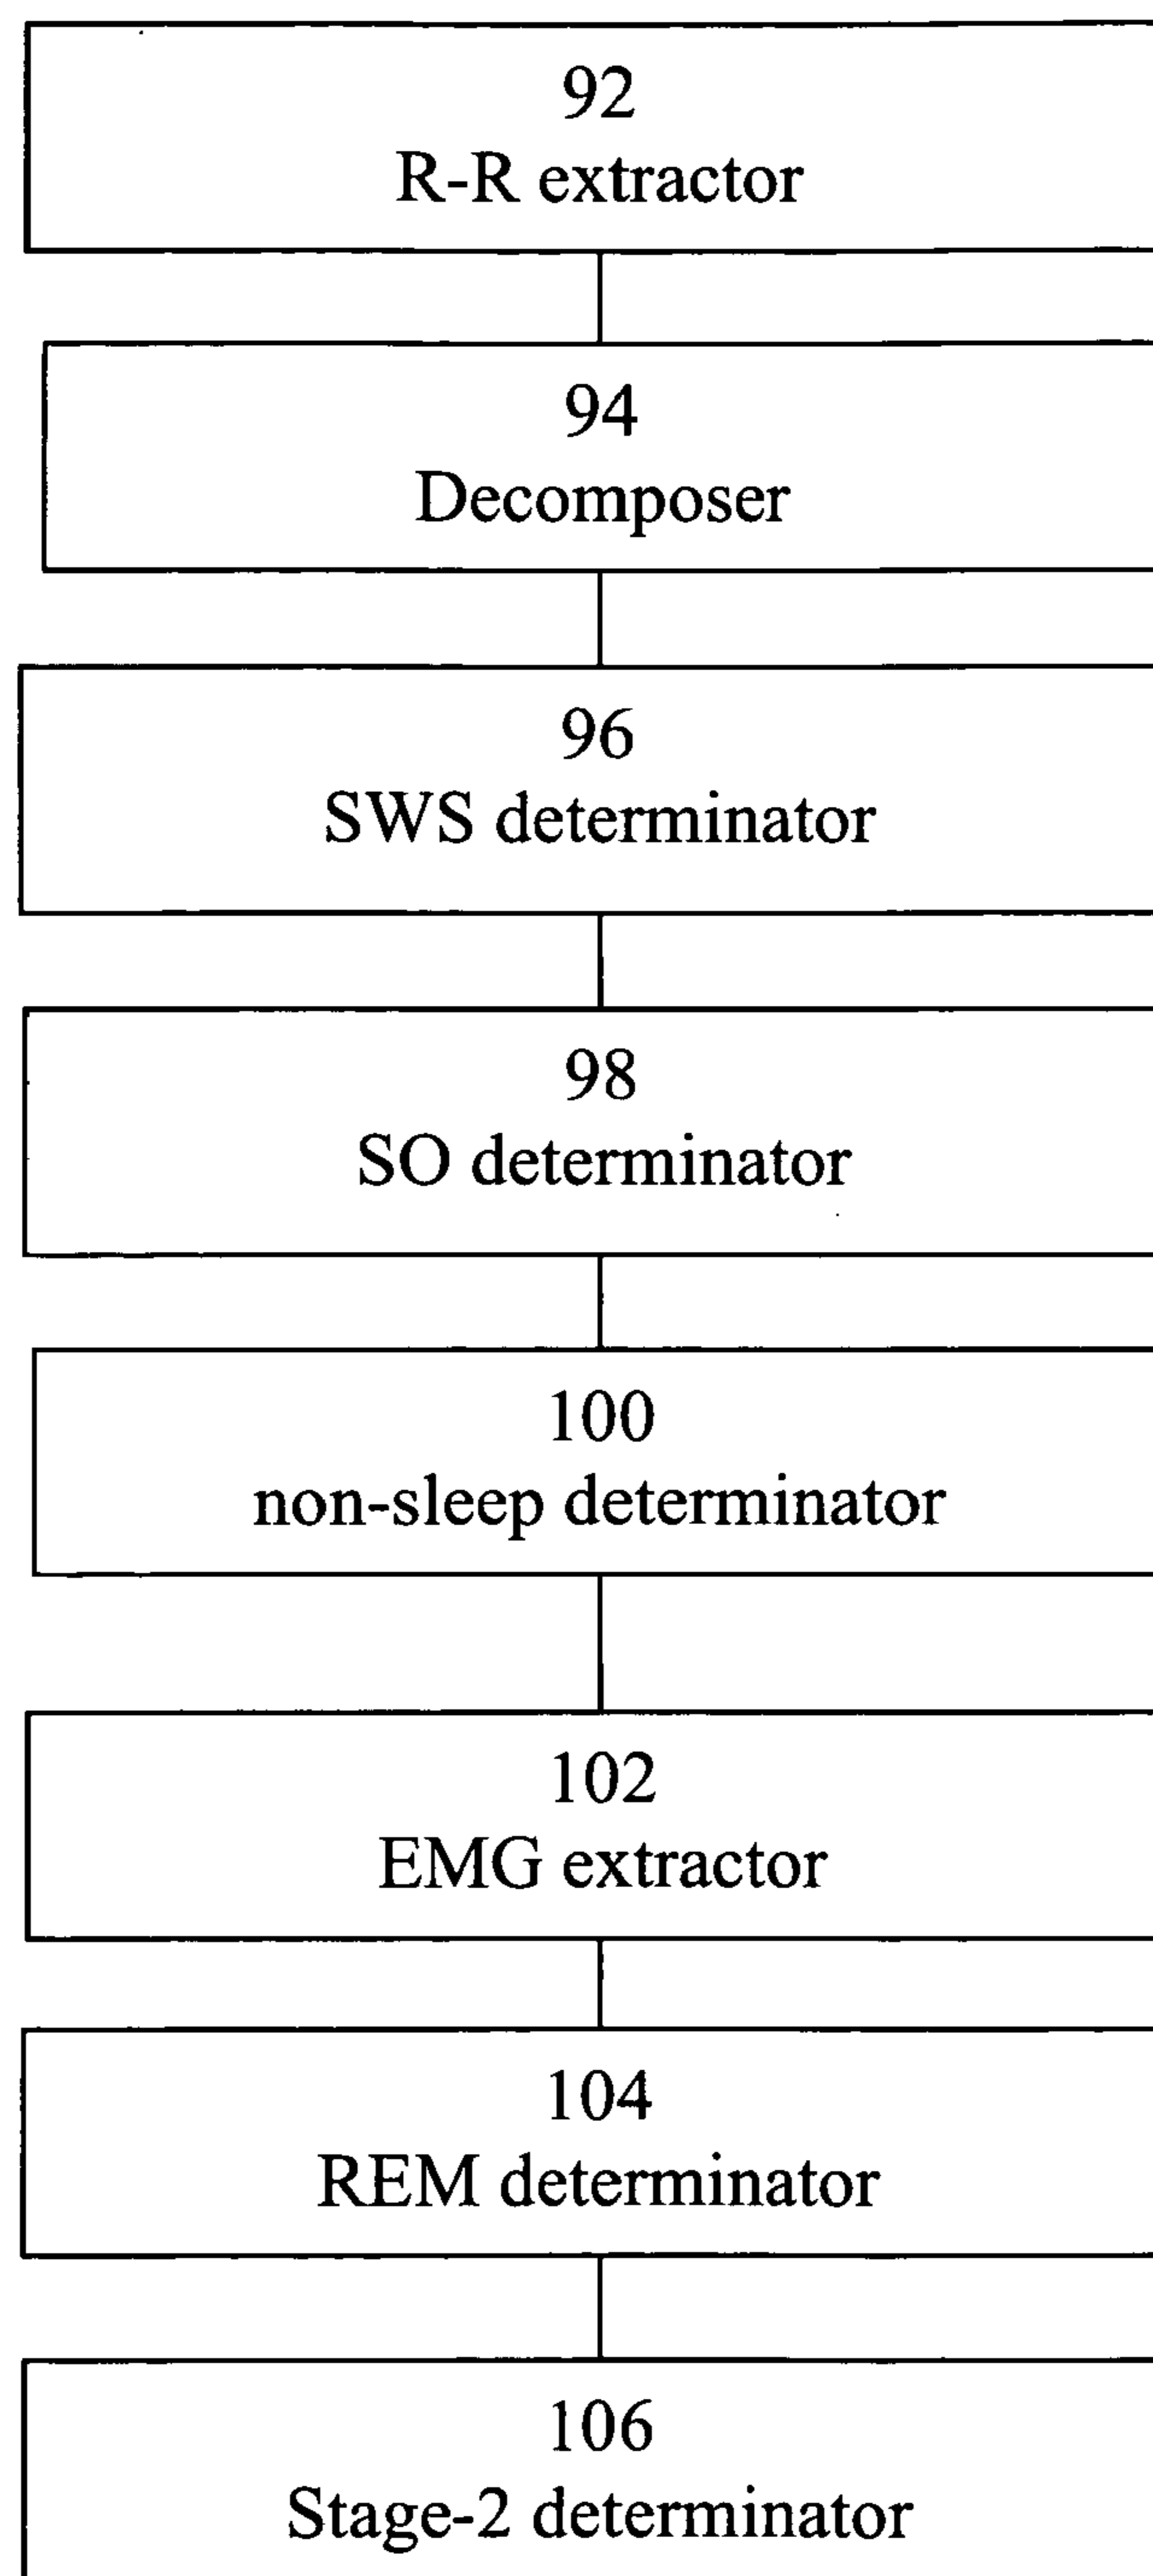 92
R-R extractor
94
Decomposer
96
SWS determinator
98
SO determinator
100
non-sleep determinator
102
EMG extractor
104
REM determinator
106
Stage-2 determinator